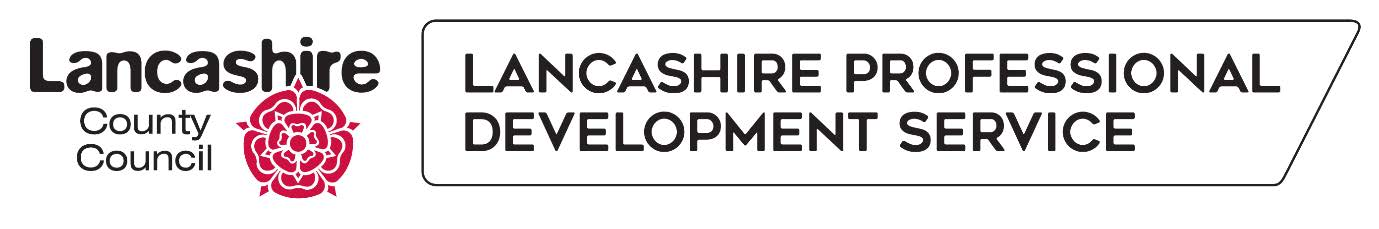 Lancashire
County
Council
LANCASHIRE PROFESSIONAL
DEVELOPMENT SERVICE